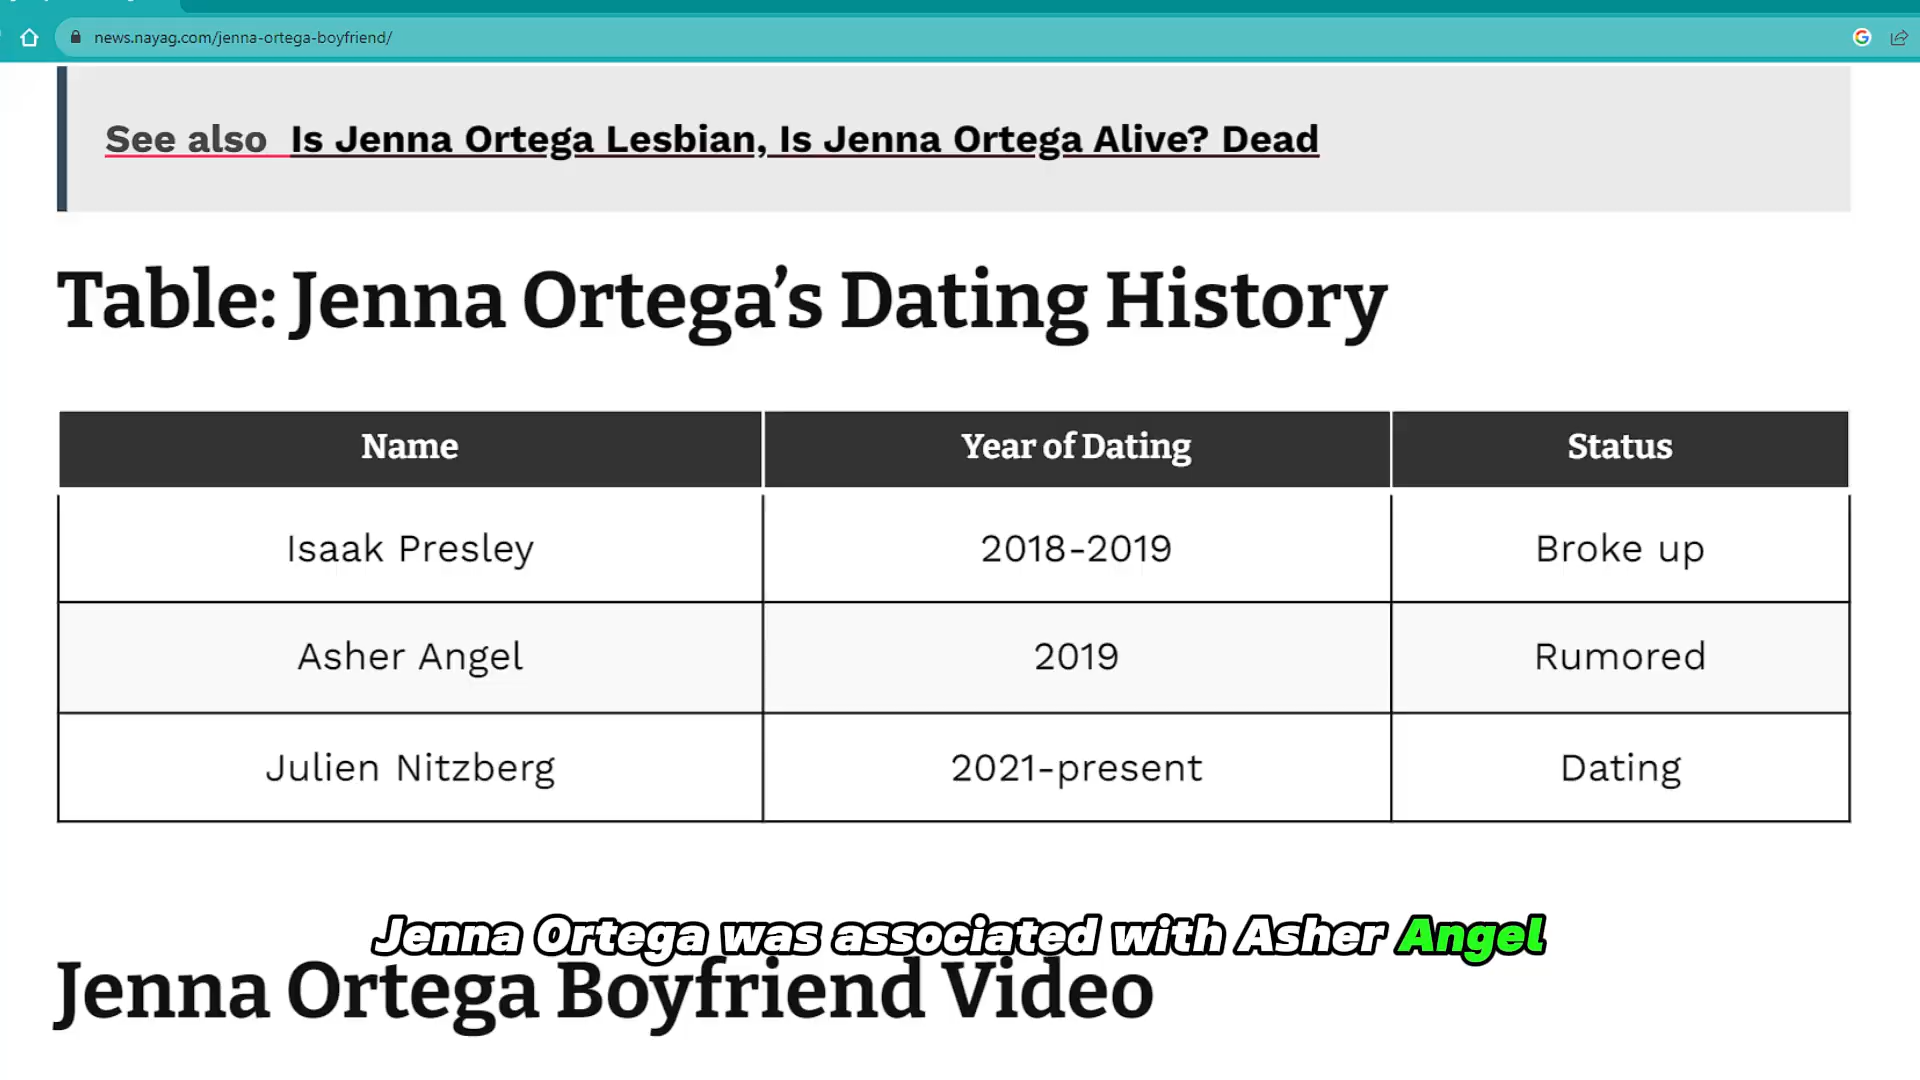 news.nayag.com/jenna-ortega-boyfriend/
See also Is Jenna Ortega Lesbian, Is Jenna Ortega Alive? Dead
Table: Jenna Ortega’s Dating History
Name Year of Dating Status
Isaak Presley 2018-2019 Broke up
Asher Angel 2019 Rumored
Julien Nitzberg 2021-present Dating
Jenna Ortega was associated with Asher Angel
Jenna Ortega Boyfriend Video